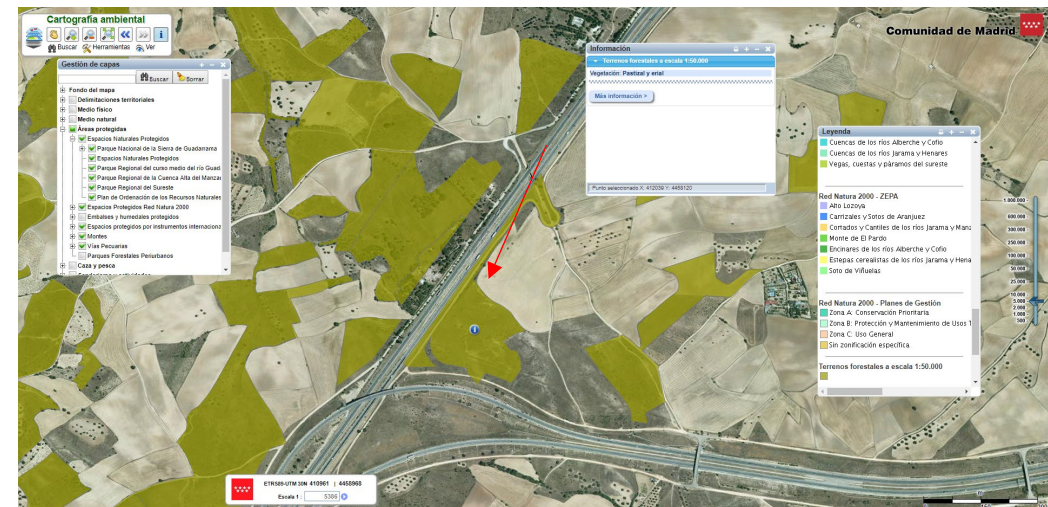 Cartografía ambiental
Buscar Herramientas Ver
Gestión de capas
Buscar Borrar
Fondo del mapa
Delimitaciones territoriales
Medio físico
Medio natural
Áreas protegidas
Espacios Naturales Protegidos
Parque Nacional de la Sierra de Guadarrama
Espacios Naturales Protegidos
Parque Regional del curso medio del río Guad
Parque Regional de la Cuenca Alta del Manzan
Parque Regional del Sureste
Plan de Ordenación de los Recursos Naturales
Espacios Protegidos Red Natura 2000
Embalses y humedales protegidos
Espacios protegidos por instrumentos internaciona
Montes
Vías Pecuarias
Parques Forestales Periurbanos
Caza y pesca
Información
Terrenos forestales a escala 1:50.000
Vegetación: Pastizal y erial
Más información >
Punto seleccionado X: 412039 Y: 4458120
Comunidad de Madrid
Leyenda
Cuencas de los ríos Alberche y Cofio
Cuencas de los ríos Jarama y Henares
Vegas, cuestas y páramos del sureste
Red Natura 2000 - ZEPA
Alto Lozoya
Carrizales y Sotos de Aranjuez
Cortados y Cantiles de los ríos Jarama y Manz
Monte de El Pardo
Encinares de los ríos Alberche y Cofio
Estepas cerealistas de los ríos Jarama y Hena
Soto de Viñuelas
Red Natura 2000 - Planes de Gestión
Zona A: Conservación Prioritaria
Zona B: Protección y Mantenimiento de Usos T
Zona C: Uso General
Sin zonificación específica
Terrenos forestales a escala 1:50.000
1.000.000
600.000
300.000
250.000
100.000
50.000
25.000
10.000
5.000
2.000
1.000
500
ETRS89-UTM 30N 410961 | 4458968
Escala 1 : 5386